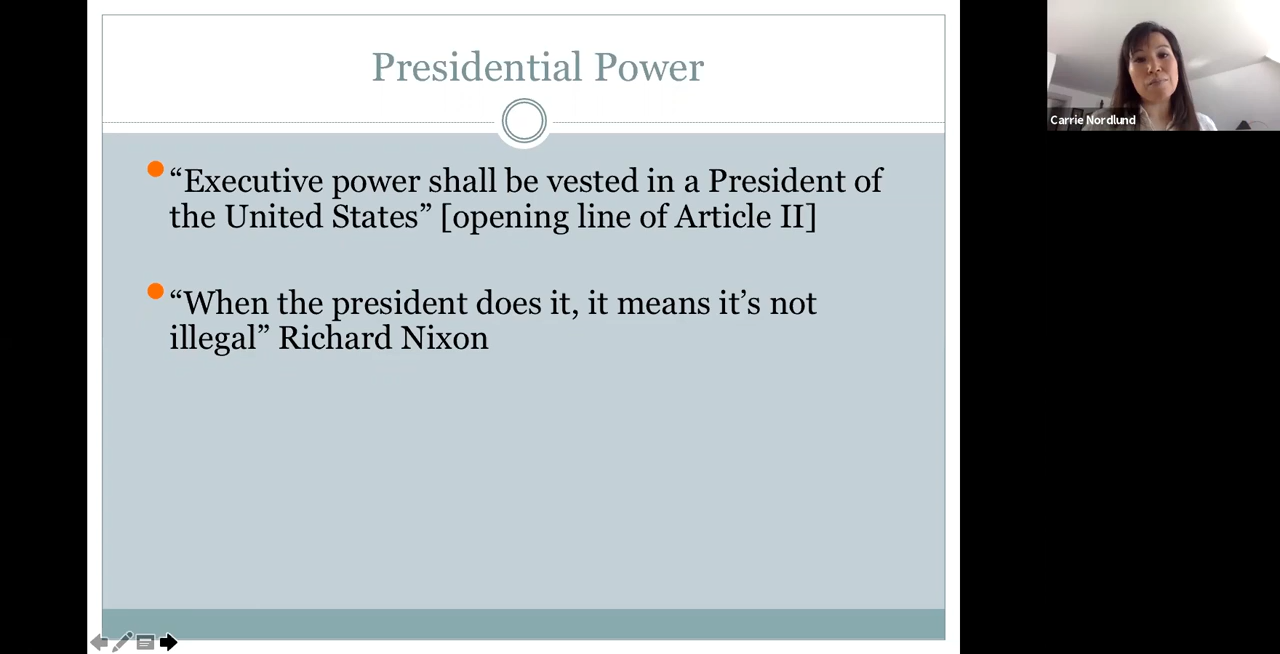 Presidential Power
Carrie Nordlund
“Executive power shall be vested in a President of
the United States” [opening line of Article II]
“When the president does it, it means it’s not
illegal” Richard Nixon